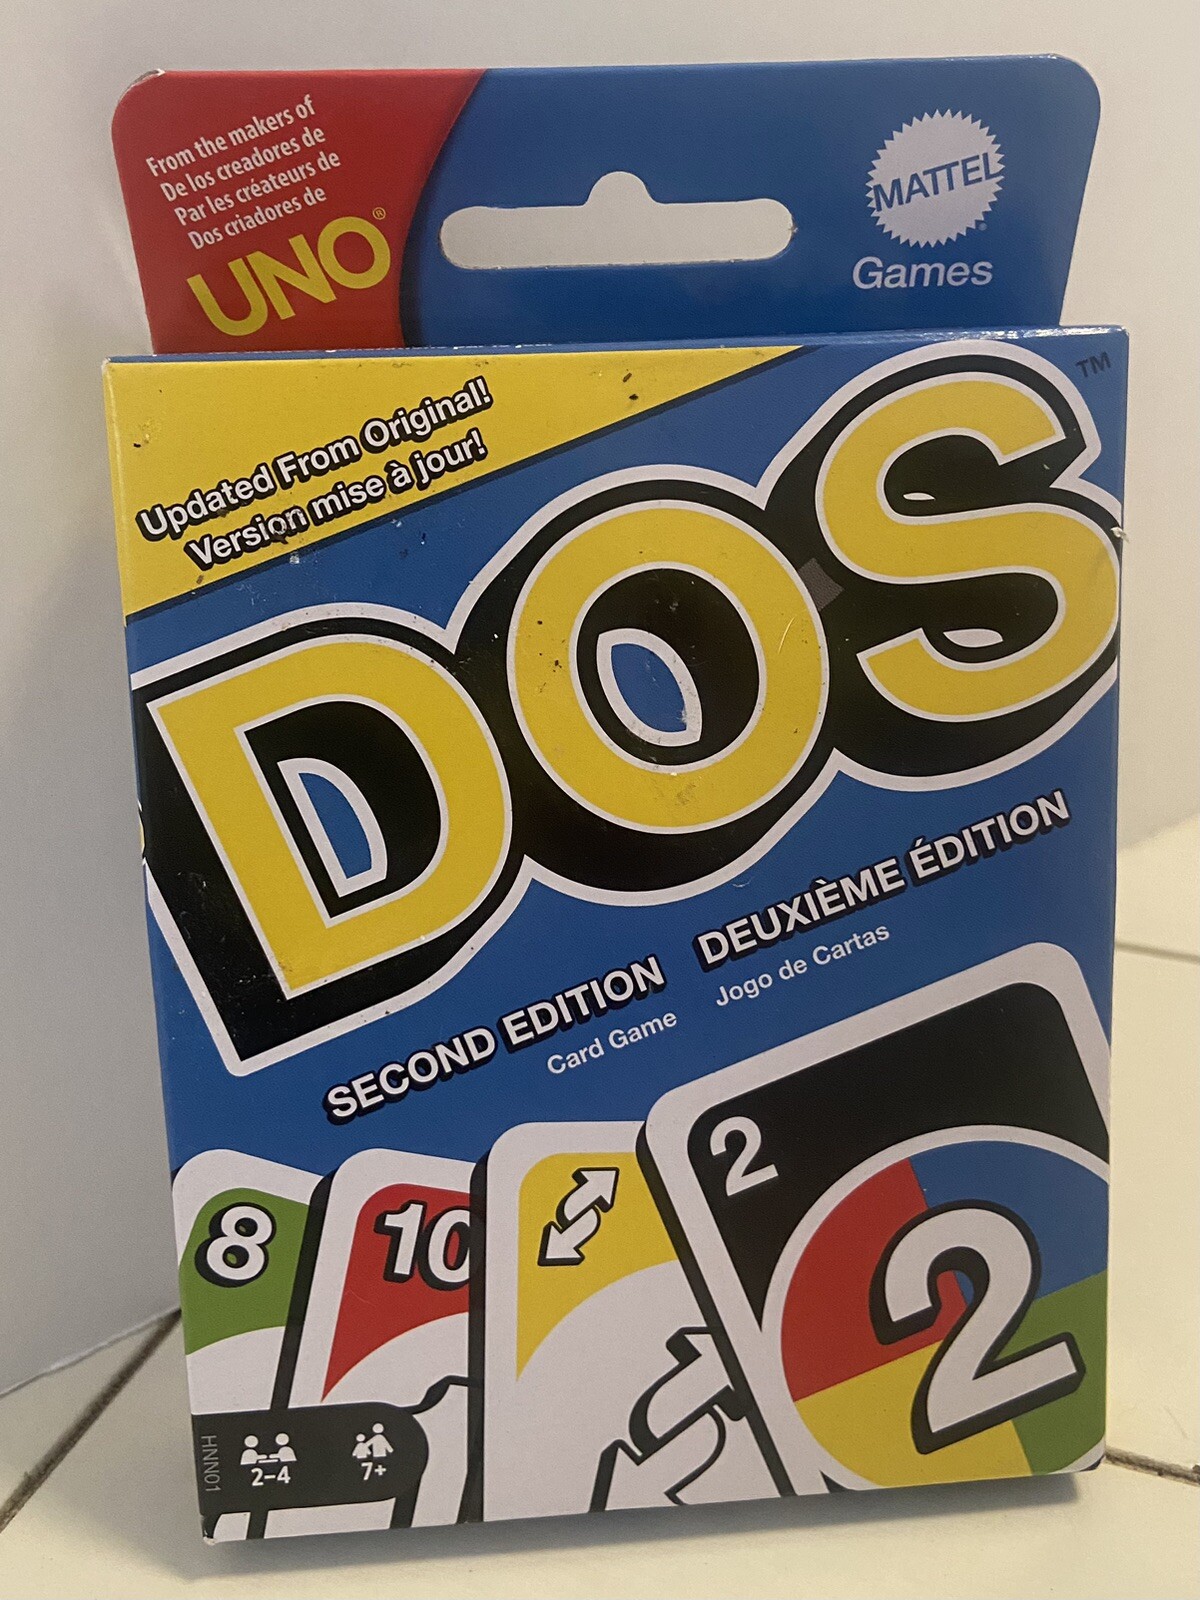 From the makers of
De los creadores de
Par les créateurs de
Dos criadores de
UNO®
MATTEL
Games
Updated From Original!
Version mise à jour!
DOS™
SECOND EDITION
Card Game
DEUXIÈME ÉDITION
Jogo de Cartas
8
10
2
2
HNN01
2–4
7+